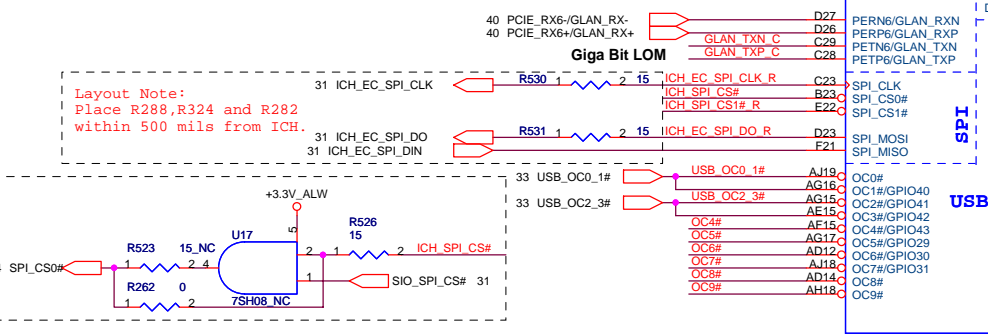 40 PCIE_RX6-/GLAN_RX- D27 PERN6/GLAN_RXN
40 PCIE_RX6+/GLAN_RX+ D26 PERP6/GLAN_RXP
GLAN_TXN_C C29 PETN6/GLAN_TXN
GLAN_TXP_C C28 PETP6/GLAN_TXP
Giga Bit LOM
Layout Note:
Place R288,R324 and R282
within 500 mils from ICH.
31 ICH_EC_SPI_CLK R530 1 2 15 ICH_EC_SPI_CLK_R C23 SPI_CLK
ICH_SPI_CS# B23 SPI_CS0#
ICH_SPI_CS1#_R E22 SPI_CS1#
31 ICH_EC_SPI_DO R531 1 2 15 ICH_EC_SPI_DO_R D23 SPI_MOSI
31 ICH_EC_SPI_DIN F21 SPI_MISO
SPI
33 USB_OC0_1# USB_OC0_1# AJ19 OC0#
AG16 OC1#/GPIO40
33 USB_OC2_3# USB_OC2_3# AG15 OC2#/GPIO41
AE15 OC3#/GPIO42
OC4# AF15 OC4#/GPIO43
OC5# AG17 OC5#/GPIO29
OC6# AD12 OC6#/GPIO30
OC7# AJ18 OC7#/GPIO31
OC8# AD14 OC8#
OC9# AH18 OC9#
USB
+3.3V_ALW
5
U17
R526
15
2 1 2 ICH_SPI_CS#
R523 15_NC
SPI_CS0# 1 2 4
1 SIO_SPI_CS# 31
R262 0
1 2
7SH08_NC